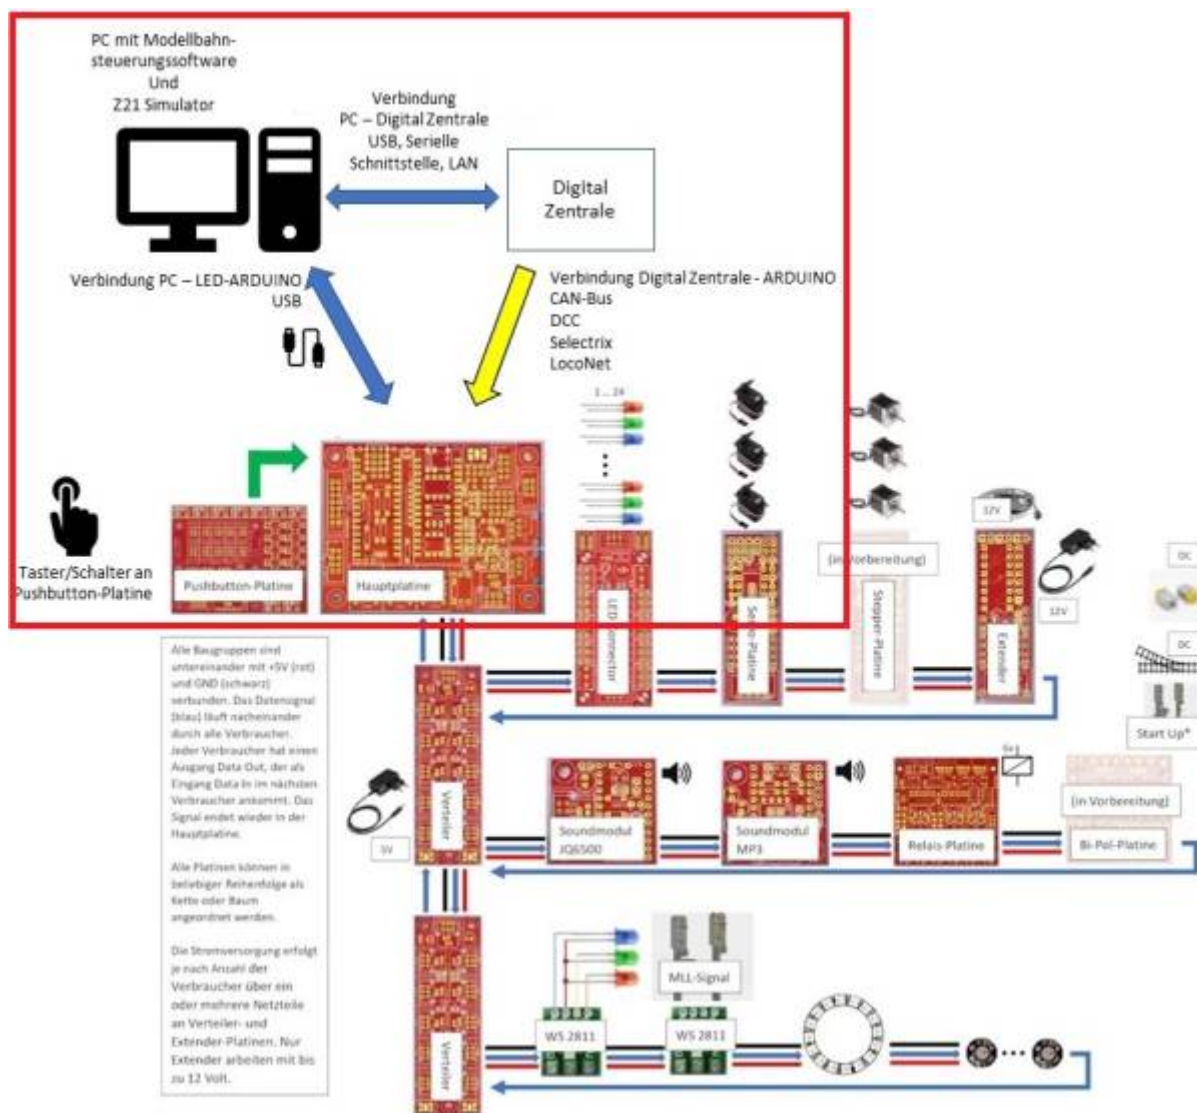 PC mit Modellbahn-
steuerungssoftware
Und
Z21 Simulator
Verbindung
PC – Digital Zentrale
USB, Serielle
Schnittstelle, LAN
Digital
Zentrale
Verbindung PC – LED-ARDUINO
USB
Verbindung Digital Zentrale - ARDUINO
CAN-Bus
DCC
Selectrix
LocoNet
1 ... 24
Taster/Schalter an
Pushbutton-Platine
Pushbutton-Platine
Hauptplatine
LED-Connector
Servo-Platine
(in Vorbereitung)
Stepper-Platine
12V
Extender
12V
DC
DC
Start Up*
Alle Baugruppen sind
untereinander mit +5V (rot)
und GND (schwarz)
verbunden. Das Datensignal
(blau) läuft nacheinander
durch alle Verbraucher.
Jeder Verbraucher hat einen
Ausgang Data Out, der als
Eingang Data In im nächsten
Verbraucher ankommt. Das
Signal endet wieder in der
Hauptplatine.
Alle Platinen können in
beliebiger Reihenfolge als
Kette oder Baum
angeordnet werden.
Die Stromversorgung erfolgt
je nach Anzahl der
Verbraucher über ein
oder mehrere Netzteile
an Verteiler- und
Extender-Platinen. Nur
Extender arbeiten mit bis
zu 12 Volt.
Verteiler
5V
Soundmodul
JQ6500
Soundmodul
MP3
Relais-Platine
(in Vorbereitung)
Bi-Pol-Platine
Verteiler
WS 2811
MLL-Signal
WS 2811